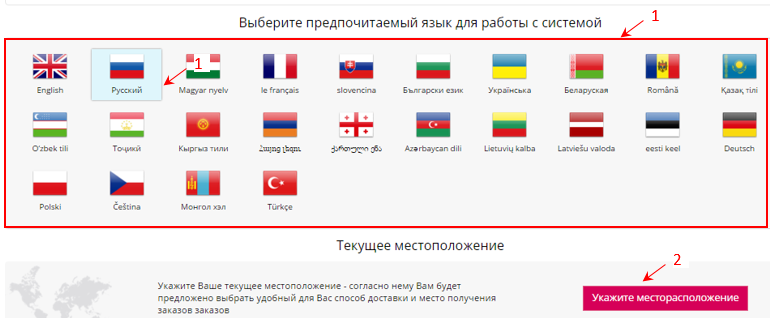 Выберите предпочитаемый язык для работы с системой
1
English Русский Magyar nyelv le français slovencina Български език Українська Беларуская Română Қазақ тілі
1
O'zbek tili Тоҷикӣ Кыргыз тили Հայոց լեզու ქართული ენა Azərbaycan dili Lietuvių kalba Latviešu valoda eesti keel Deutsch
Polski Čeština Монгол хэл Türkçe
Текущее местоположение
2
Укажите Ваше текущее местоположение - согласно нему Вам будет
предложено выбрать удобный для Вас способ доставки и место получения
заказов заказов
Укажите месторасположение